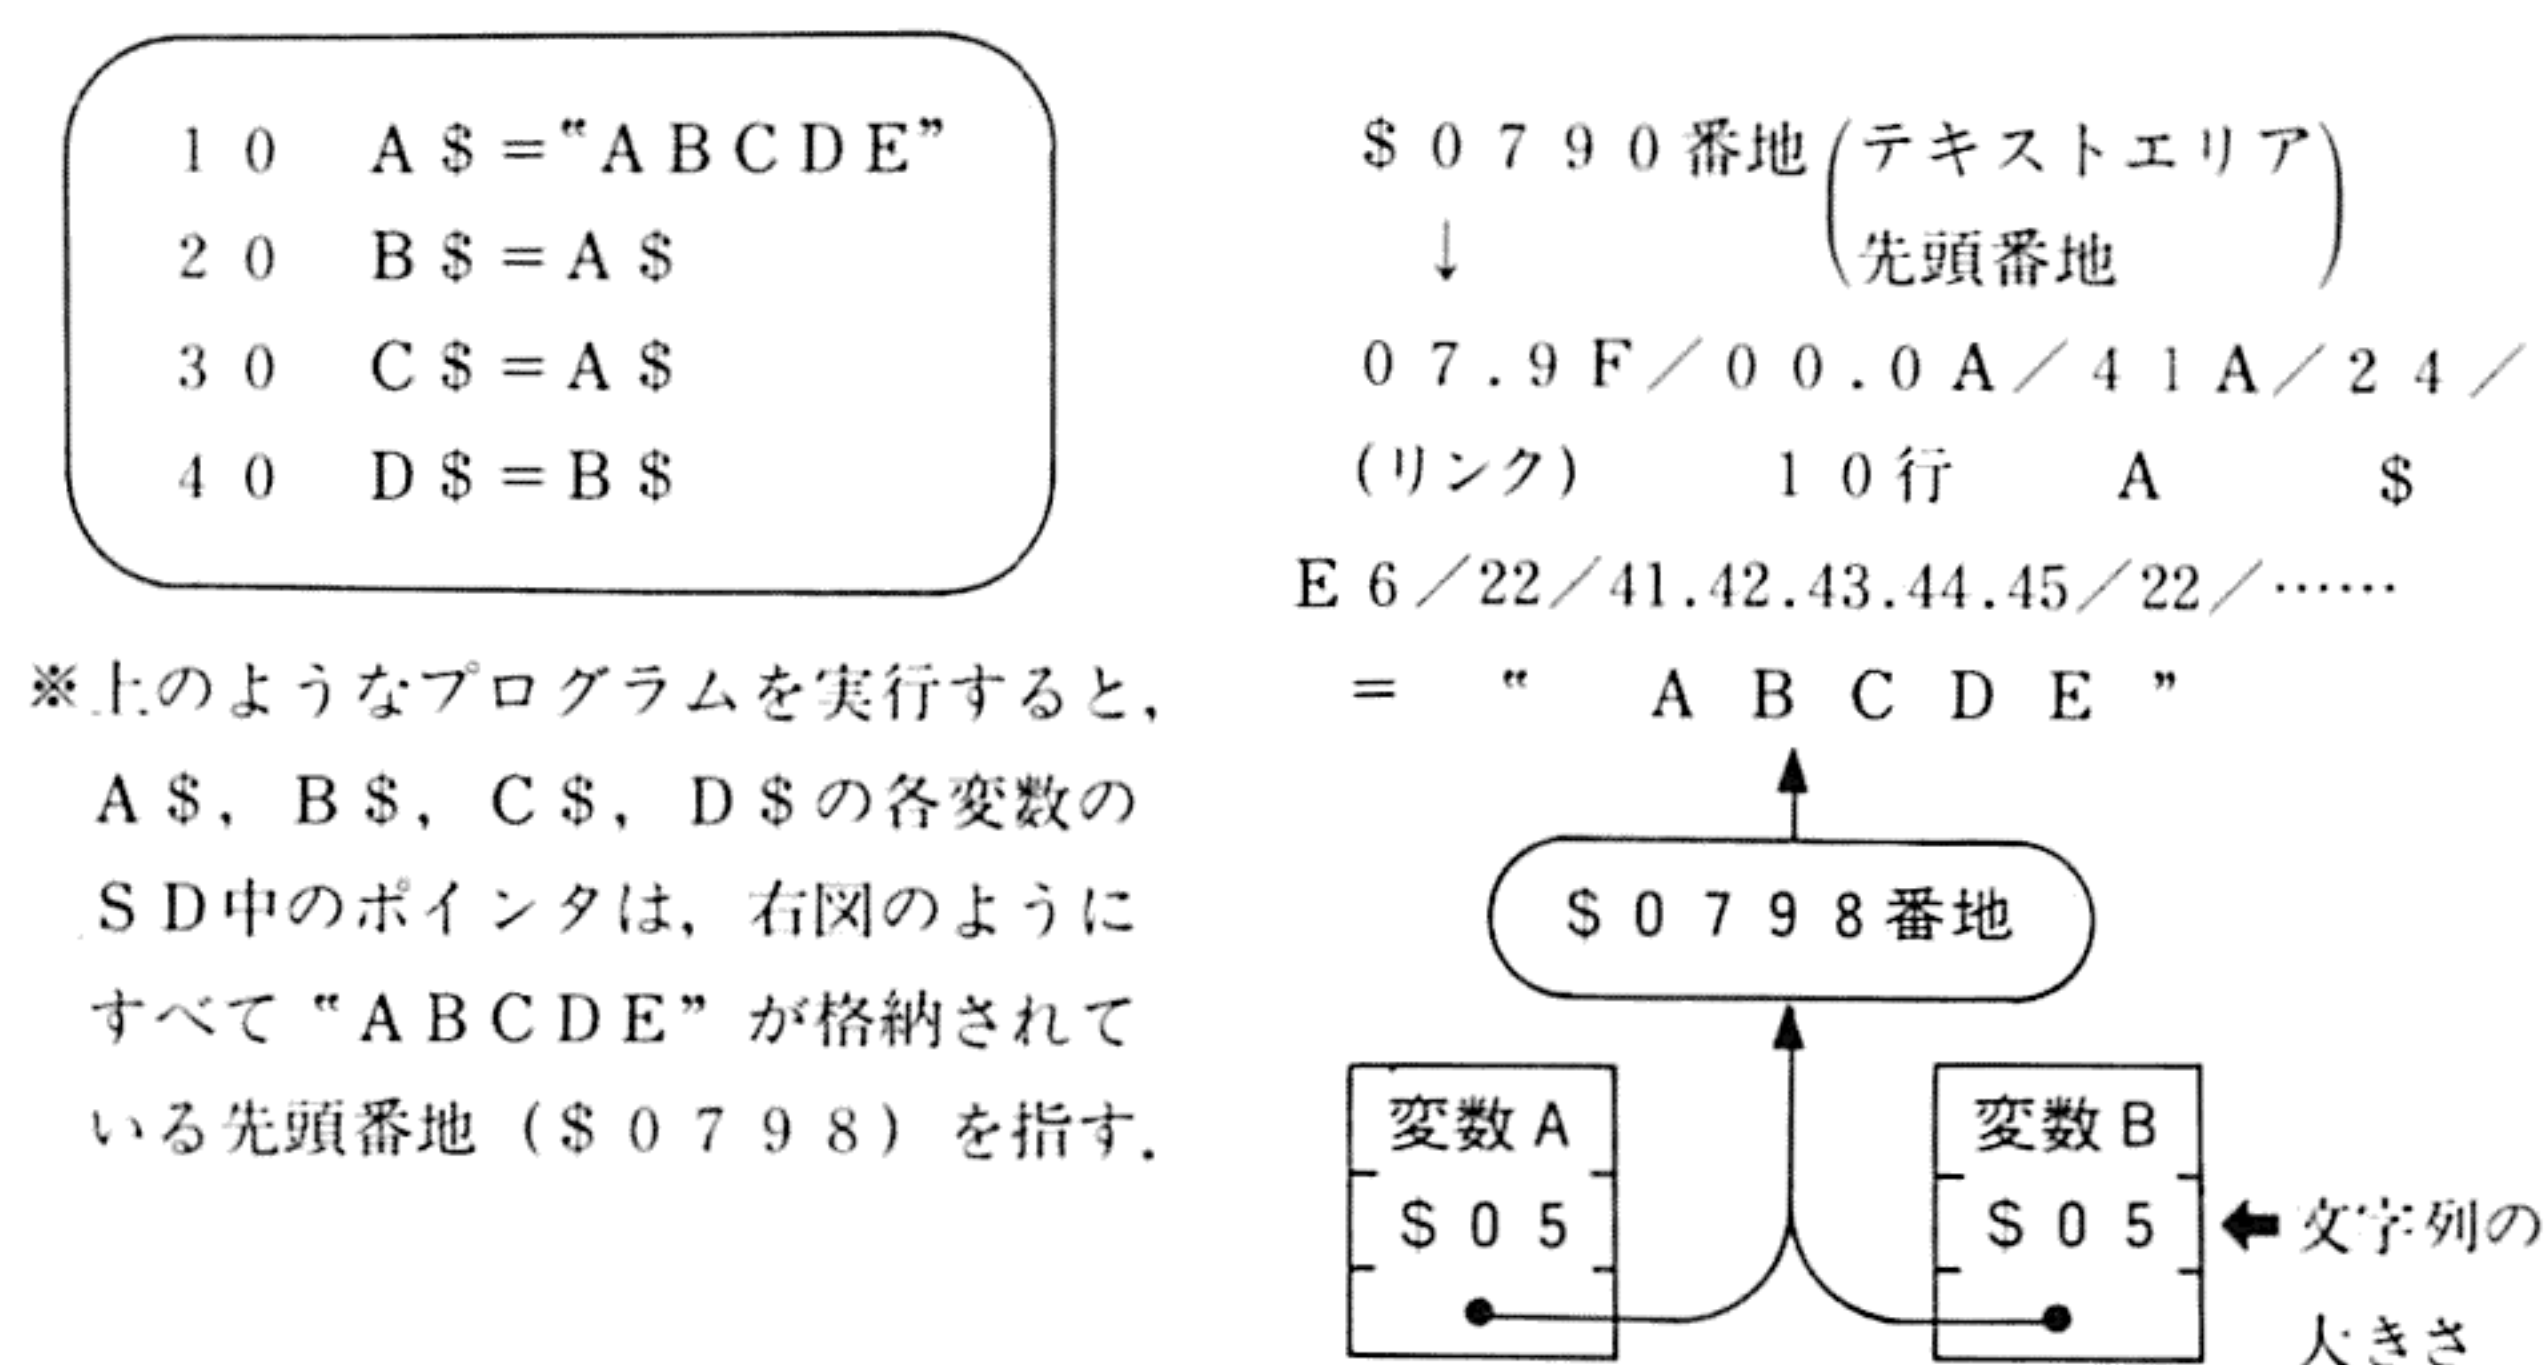 10 A$=“ABCDE”
20 B$=A$
30 C$=A$
40 D$=B$
※上のようなプログラムを実行すると,
A$, B$, C$, D$の各変数の
SD中のポインタは, 右図のように
すべて“ABCDE”が格納されて
いる先頭番地($0798)を指す.
$0790番地(テキストエリア
先頭番地)
↓
07.9F/00.0A/41A/24/
(リンク) 10行 A $
E6/22/41.42.43.44.45/22/……
= “ A B C D E ”
$0798番地
変数A
$05
変数B
$05
←文字列の
大きさ